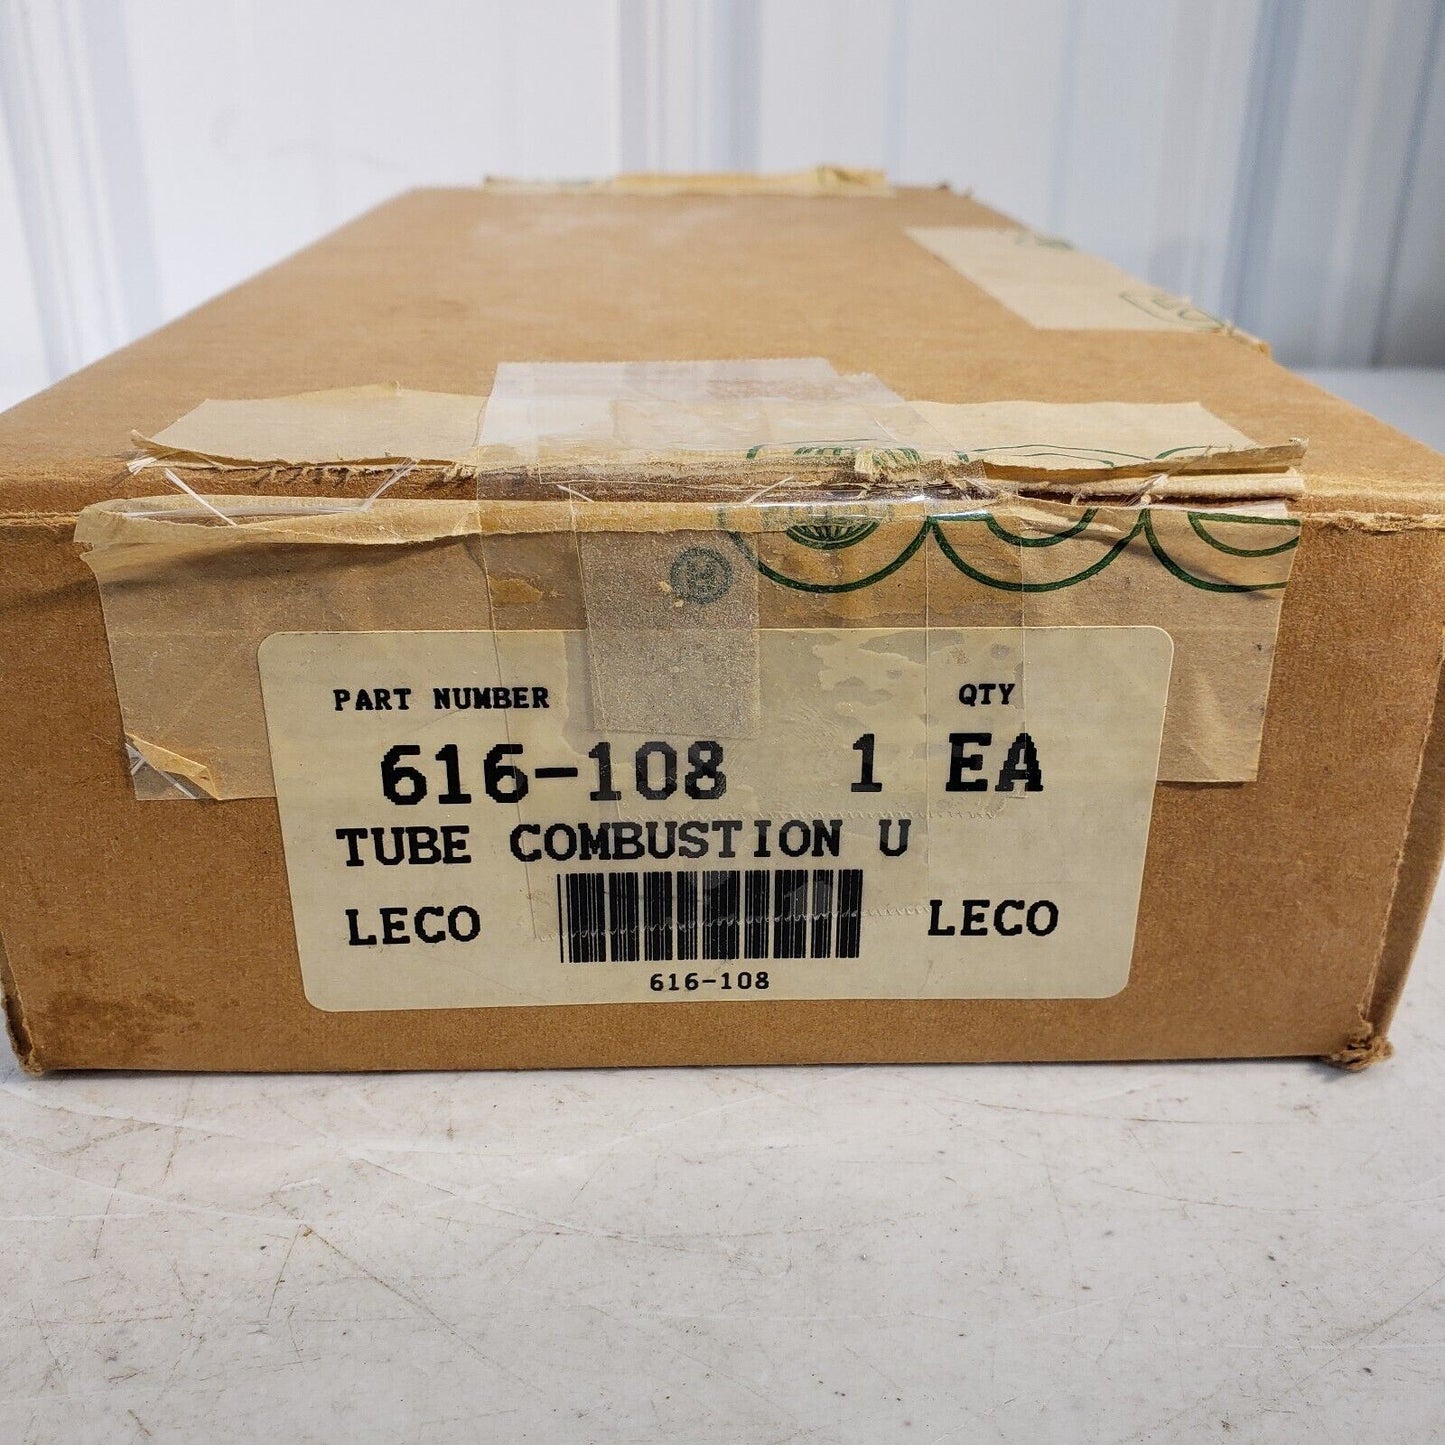 PART NUMBER QTY
616-108 1 EA
TUBE COMBUSTION U
LECO LECO
616-108